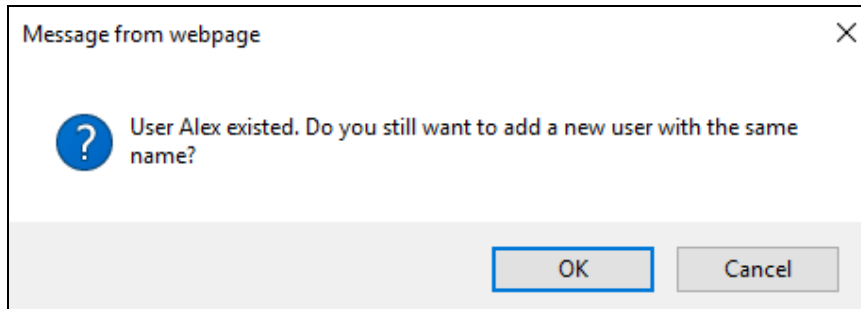 Message from webpage
User Alex existed. Do you still want to add a new user with the same
name?
OK
Cancel